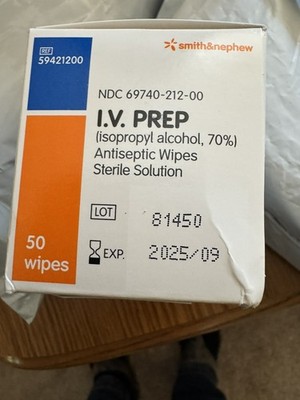 smith&nephew
REF
59421200
NDC 69740-212-00
I.V. PREP
(isopropyl alcohol, 70%)
Antiseptic Wipes
Sterile Solution
LOT 81450
50
wipes
EXP. 2025/09